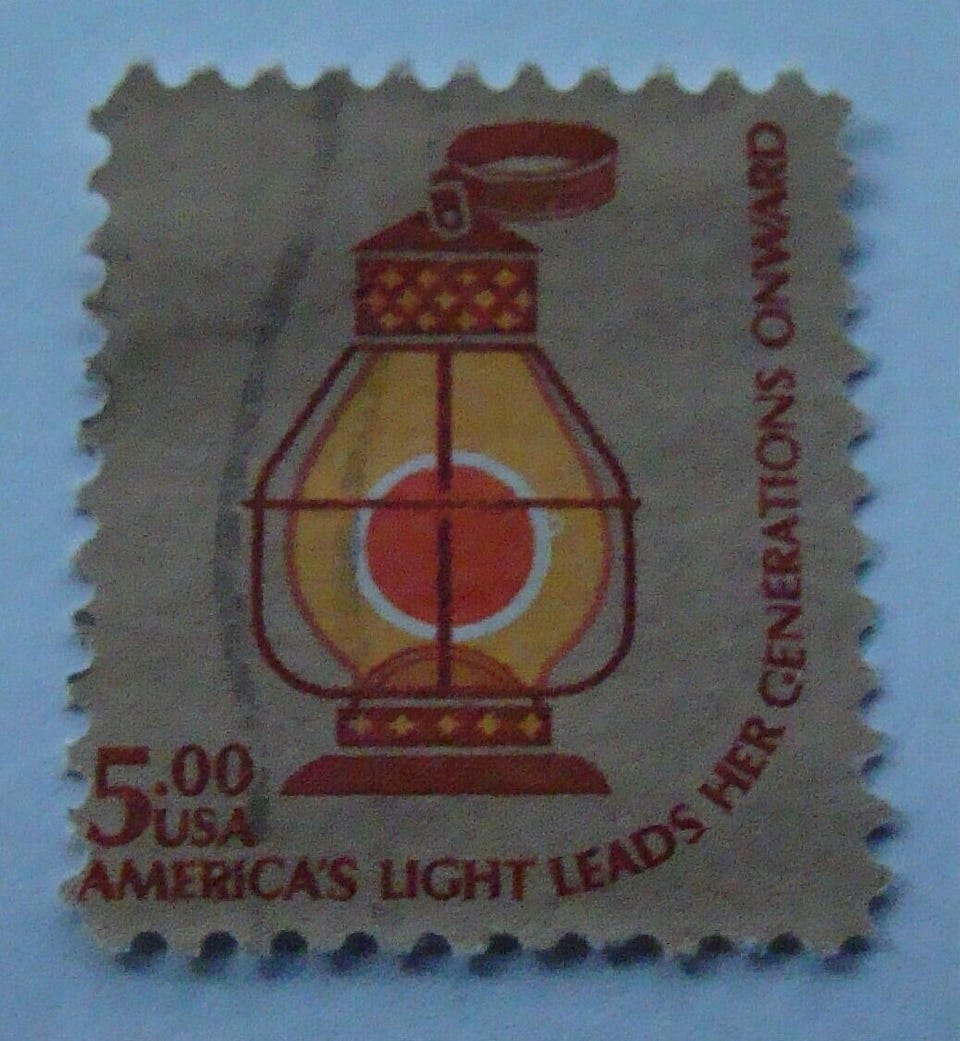 5.00
USA
AMERICA'S LIGHT LEADS HER GENERATIONS ONWARD